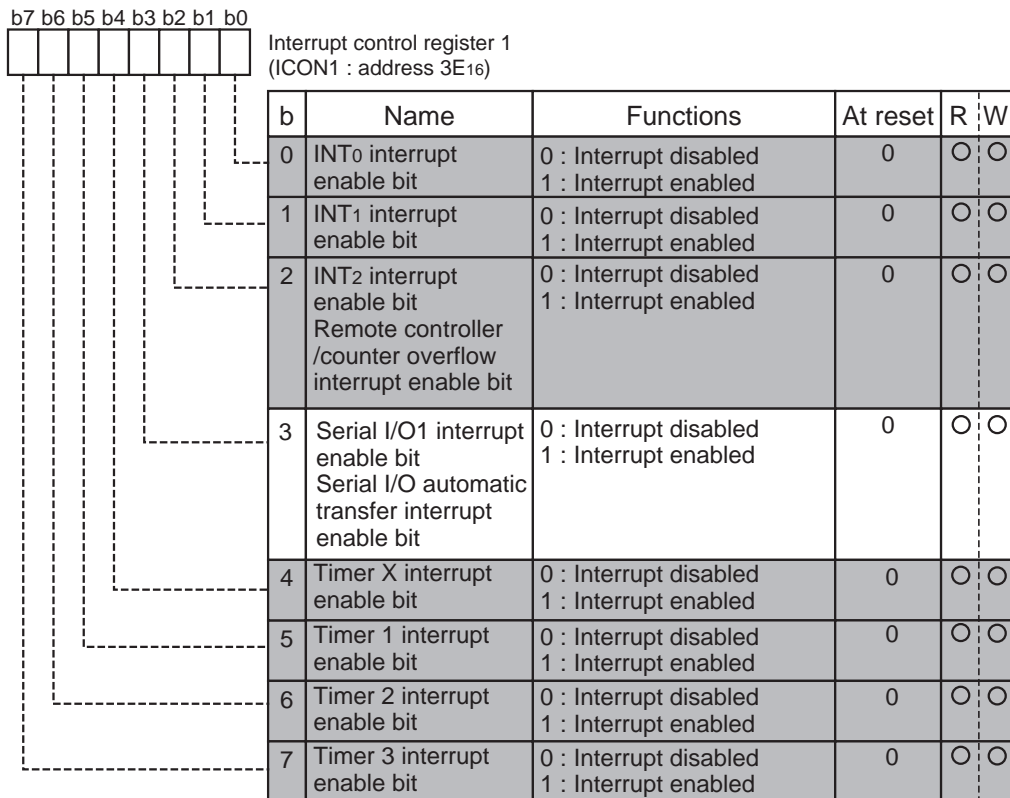 b7 b6 b5 b4 b3 b2 b1 b0
Interrupt control register 1
(ICON1 : address 3E16)
b Name Functions At reset R W
0 INT0 interrupt enable bit 0 : Interrupt disabled 1 : Interrupt enabled 0 ○ ○
1 INT1 interrupt enable bit 0 : Interrupt disabled 1 : Interrupt enabled 0 ○ ○
2 INT2 interrupt enable bit Remote controller /counter overflow interrupt enable bit 0 : Interrupt disabled 1 : Interrupt enabled 0 ○ ○
3 Serial I/O1 interrupt enable bit Serial I/O automatic transfer interrupt enable bit 0 : Interrupt disabled 1 : Interrupt enabled 0 ○ ○
4 Timer X interrupt enable bit 0 : Interrupt disabled 1 : Interrupt enabled 0 ○ ○
5 Timer 1 interrupt enable bit 0 : Interrupt disabled 1 : Interrupt enabled 0 ○ ○
6 Timer 2 interrupt enable bit 0 : Interrupt disabled 1 : Interrupt enabled 0 ○ ○
7 Timer 3 interrupt enable bit 0 : Interrupt disabled 1 : Interrupt enabled 0 ○ ○